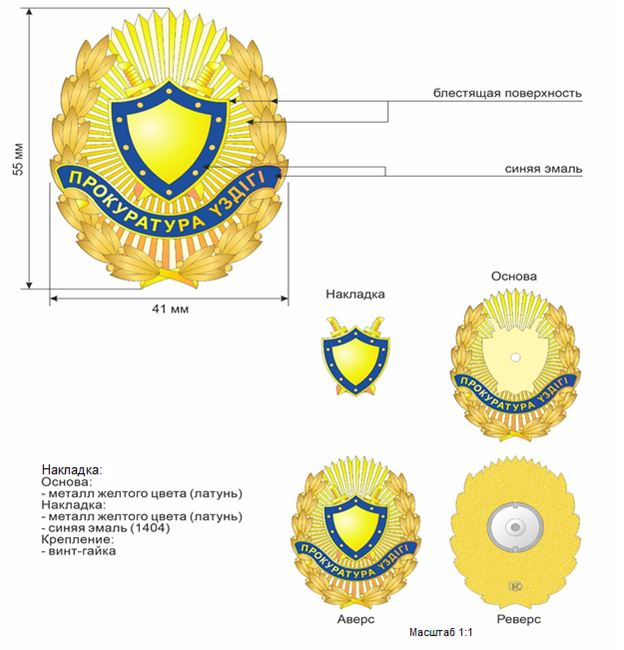 блестящая поверхность
55 мм
синяя эмаль
ПРОКУРАТУРА ҮЗДІГІ
41 мм
Накладка
Основа
ПРОКУРАТУРА ҮЗДІГІ
Накладка:
Основа:
- металл желтого цвета (латунь)
Накладка:
- металл желтого цвета (латунь)
- синяя эмаль (1404)
Крепление:
- винт-гайка
ПРОКУРАТУРА ҮЗДІГІ
Аверс
Реверс
Масштаб 1:1